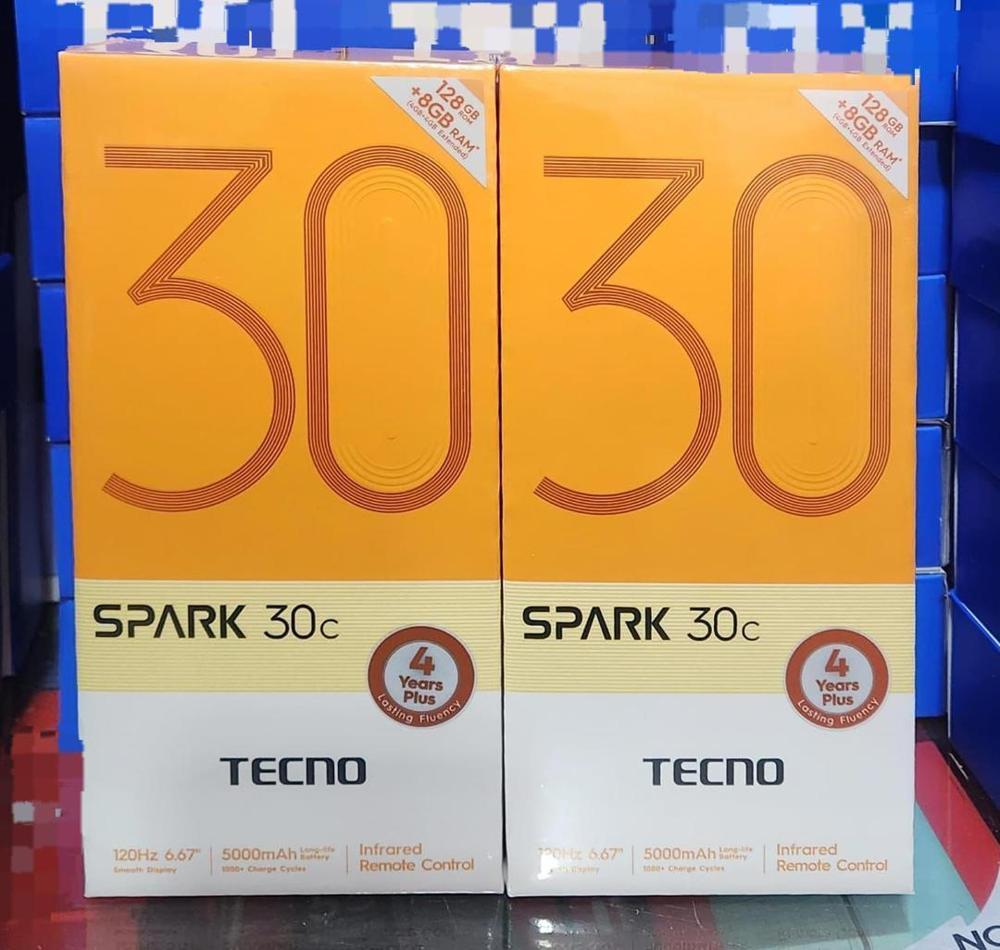 128GB
ROM
+8GB RAM*
(4GB+4GB Extended)
30
SPARK 30C
4
Years
Plus
Lasting Fluency
TECNO
120Hz 6.67"
Smooth Display
5000mAh Long-life
Battery
1000+ Charge Cycles
Infrared
Remote Control
128GB
ROM
+8GB RAM*
(4GB+4GB Extended)
30
SPARK 30C
4
Years
Plus
Lasting Fluency
TECNO
120Hz 6.67"
Display
5000mAh Long-life
Battery
1000+ Charge Cycles
Infrared
Remote Control